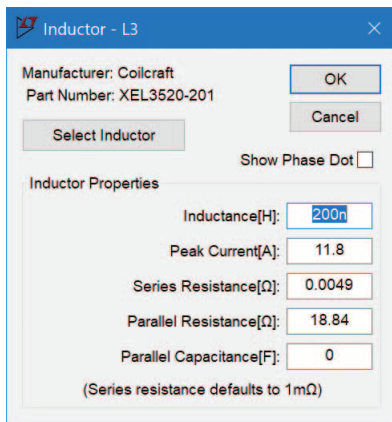 Inductor - L3
Manufacturer: Coilcraft
Part Number: XEL3520-201
OK
Cancel
Select Inductor
Show Phase Dot
Inductor Properties
Inductance[H]: 200n
Peak Current[A]: 11.8
Series Resistance[Ω]: 0.0049
Parallel Resistance[Ω]: 18.84
Parallel Capacitance[F]: 0
(Series resistance defaults to 1mΩ)